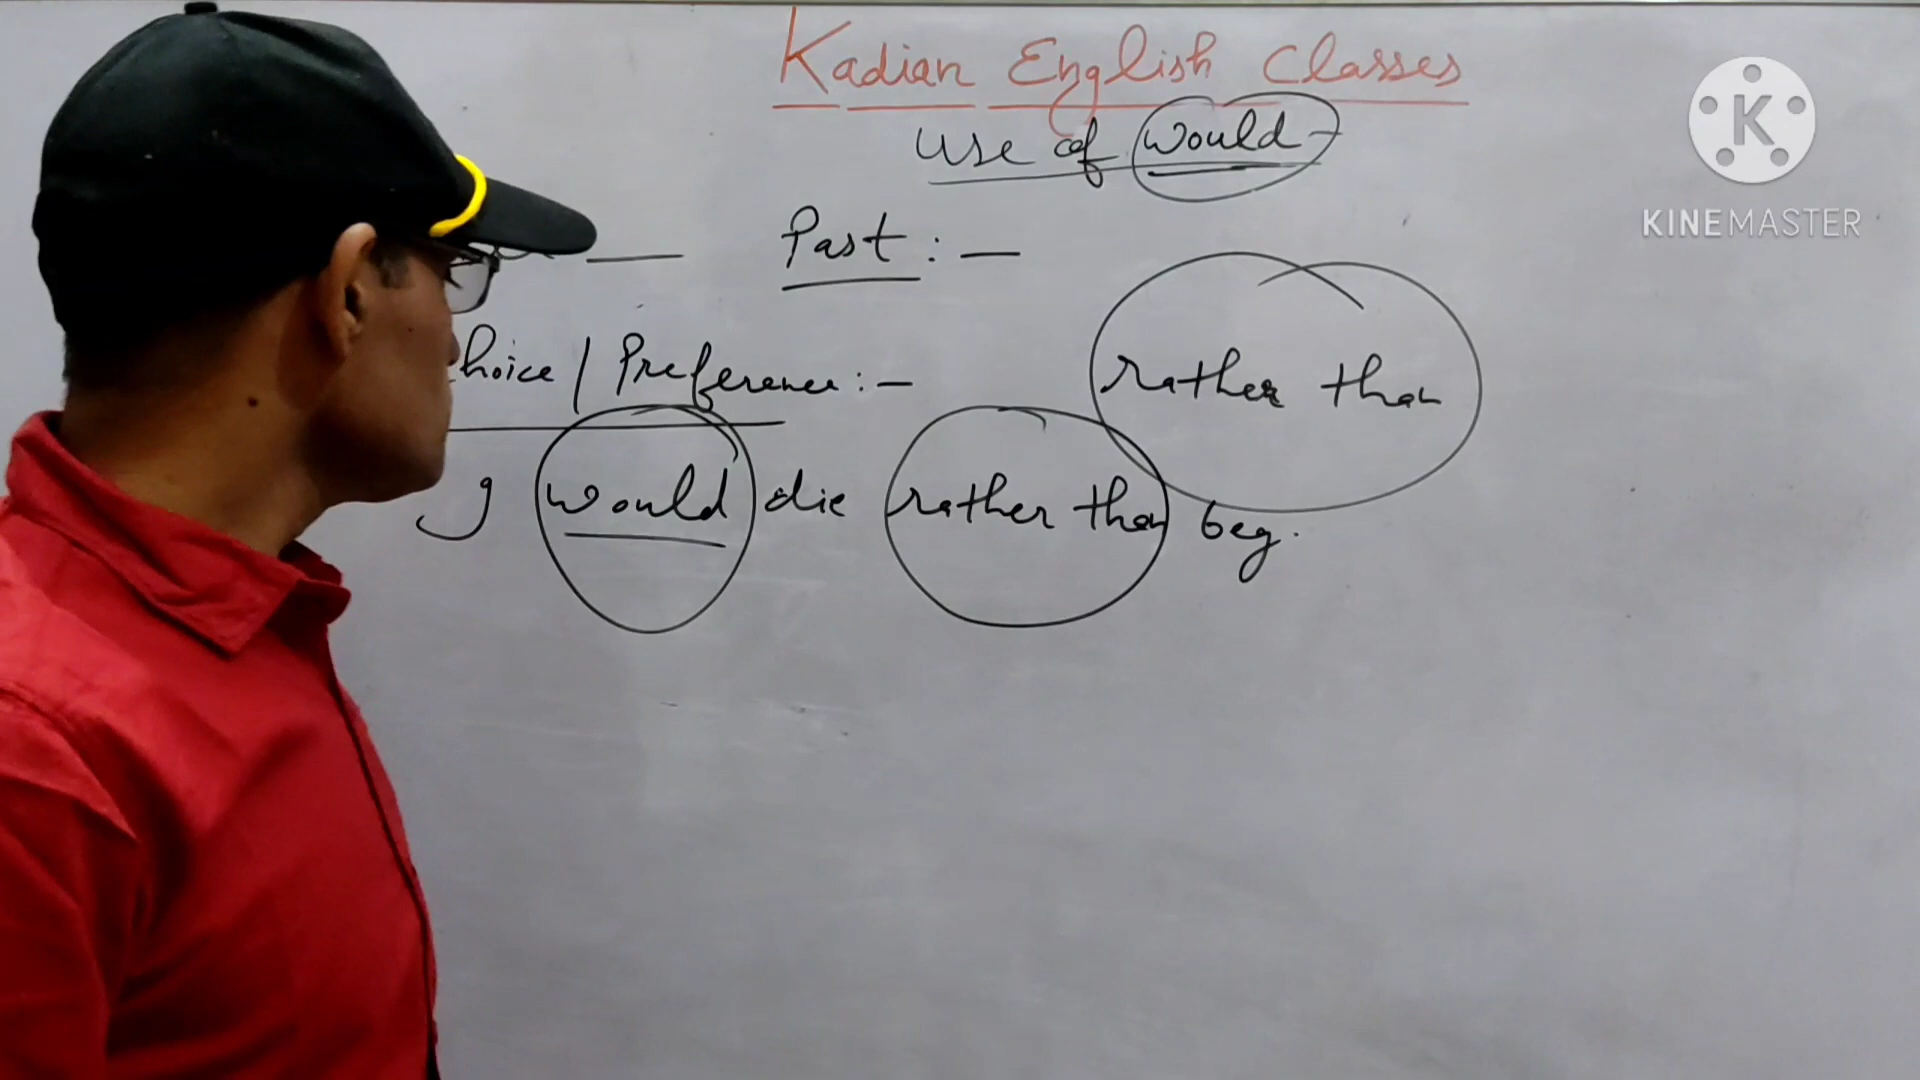 Kadian English Classes
Use of would -
Past : -
Choice / Preference : -
rather than
I would die rather than beg.
K
KINEMASTER